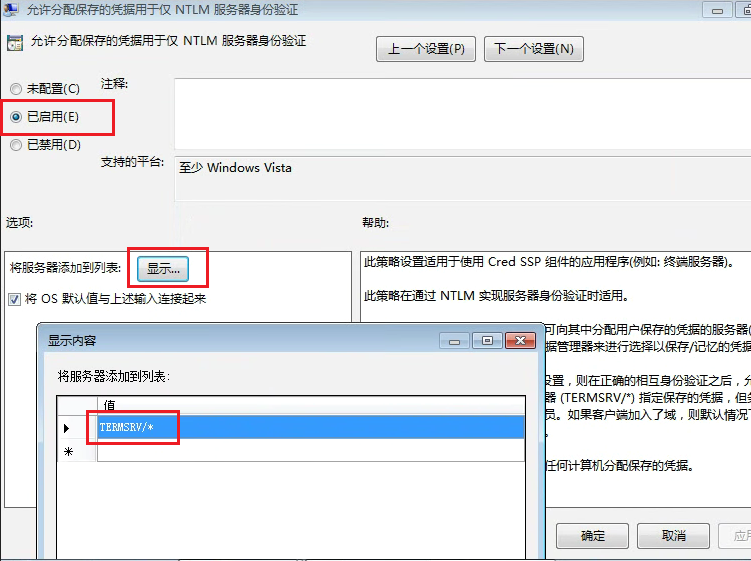 允许分配保存的凭据用于仅 NTLM 服务器身份验证
允许分配保存的凭据用于仅 NTLM 服务器身份验证
上一个设置(P)
下一个设置(N)
未配置(C)
注释:
已启用(E)
已禁用(D)
支持的平台:
至少 Windows Vista
选项:
帮助:
将服务器添加到列表:
显示...
将 OS 默认值与上述输入连接起来
此策略设置适用于使用 Cred SSP 组件的应用程序(例如: 终端服务器)。
此策略在通过 NTLM 实现服务器身份验证时适用。
可向其中分配用户保存的凭据的服务器(
据管理器来进行选择以保存/记忆的凭据
设置，则在正确的相互身份验证之后，允
器 (TERMSRV/*) 指定保存的凭据，但多
员。如果客户端加入了域，则默认情况下
。
任何计算机分配保存的凭据。
显示内容
将服务器添加到列表:
值
TERMSRV/*
确定
取消
应用